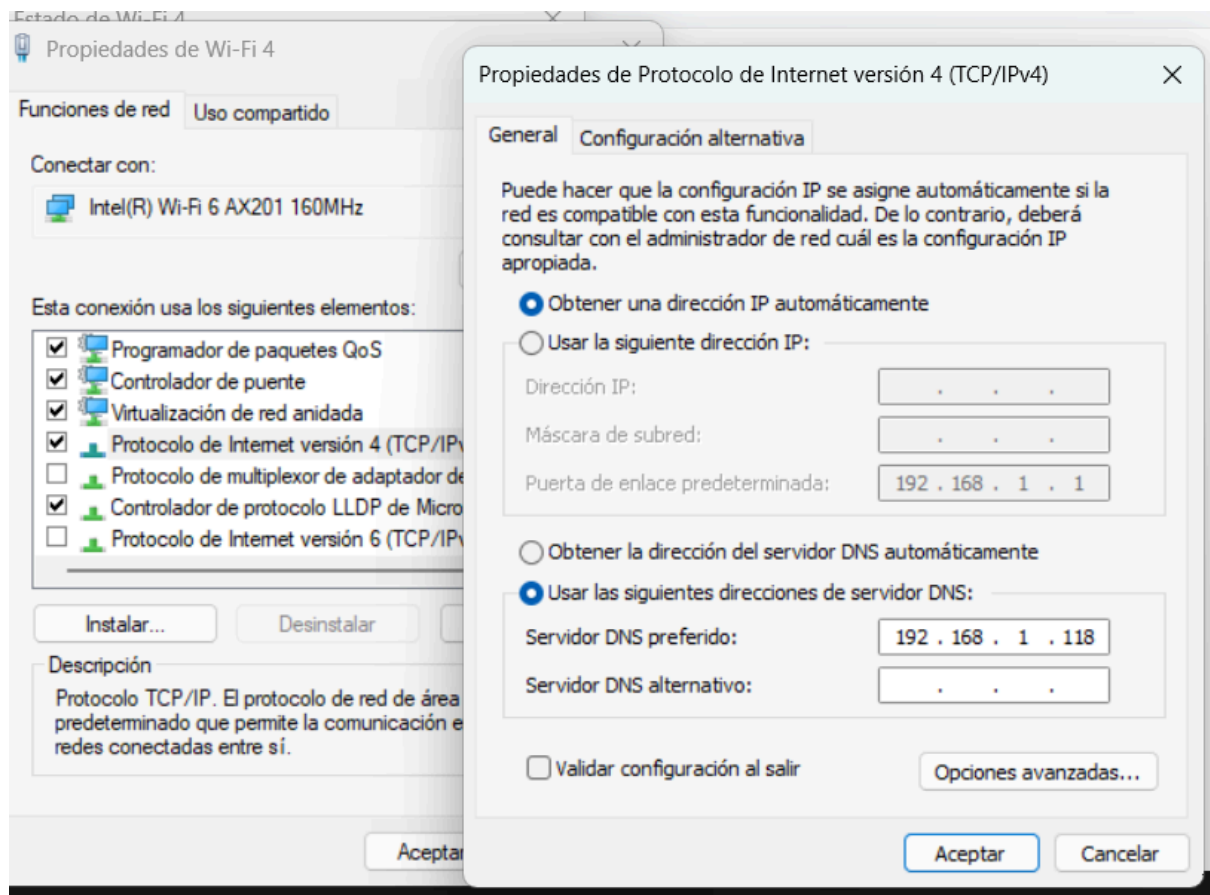 Estado de Wi-Fi 4
Propiedades de Wi-Fi 4
Funciones de red
Uso compartido
Conectar con:
Intel(R) Wi-Fi 6 AX201 160MHz
Esta conexión usa los siguientes elementos:
Programador de paquetes QoS
Controlador de puente
Virtualización de red anidada
Protocolo de Internet versión 4 (TCP/IPv
Protocolo de multiplexor de adaptador de
Controlador de protocolo LLDP de Micro
Protocolo de Internet versión 6 (TCP/IPv
Instalar...
Desinstalar
Descripción
Protocolo TCP/IP. El protocolo de red de área
predeterminado que permite la comunicación e
redes conectadas entre sí.
Aceptar
Propiedades de Protocolo de Internet versión 4 (TCP/IPv4)
General
Configuración alternativa
Puede hacer que la configuración IP se asigne automáticamente si la
red es compatible con esta funcionalidad. De lo contrario, deberá
consultar con el administrador de red cuál es la configuración IP
apropiada.
Obtener una dirección IP automáticamente
Usar la siguiente dirección IP:
Dirección IP: . . .
Máscara de subred: . . .
Puerta de enlace predeterminada: 192 . 168 . 1 . 1
Obtener la dirección del servidor DNS automáticamente
Usar las siguientes direcciones de servidor DNS:
Servidor DNS preferido: 192 . 168 . 1 . 118
Servidor DNS alternativo: . . .
Validar configuración al salir
Opciones avanzadas...
Aceptar
Cancelar